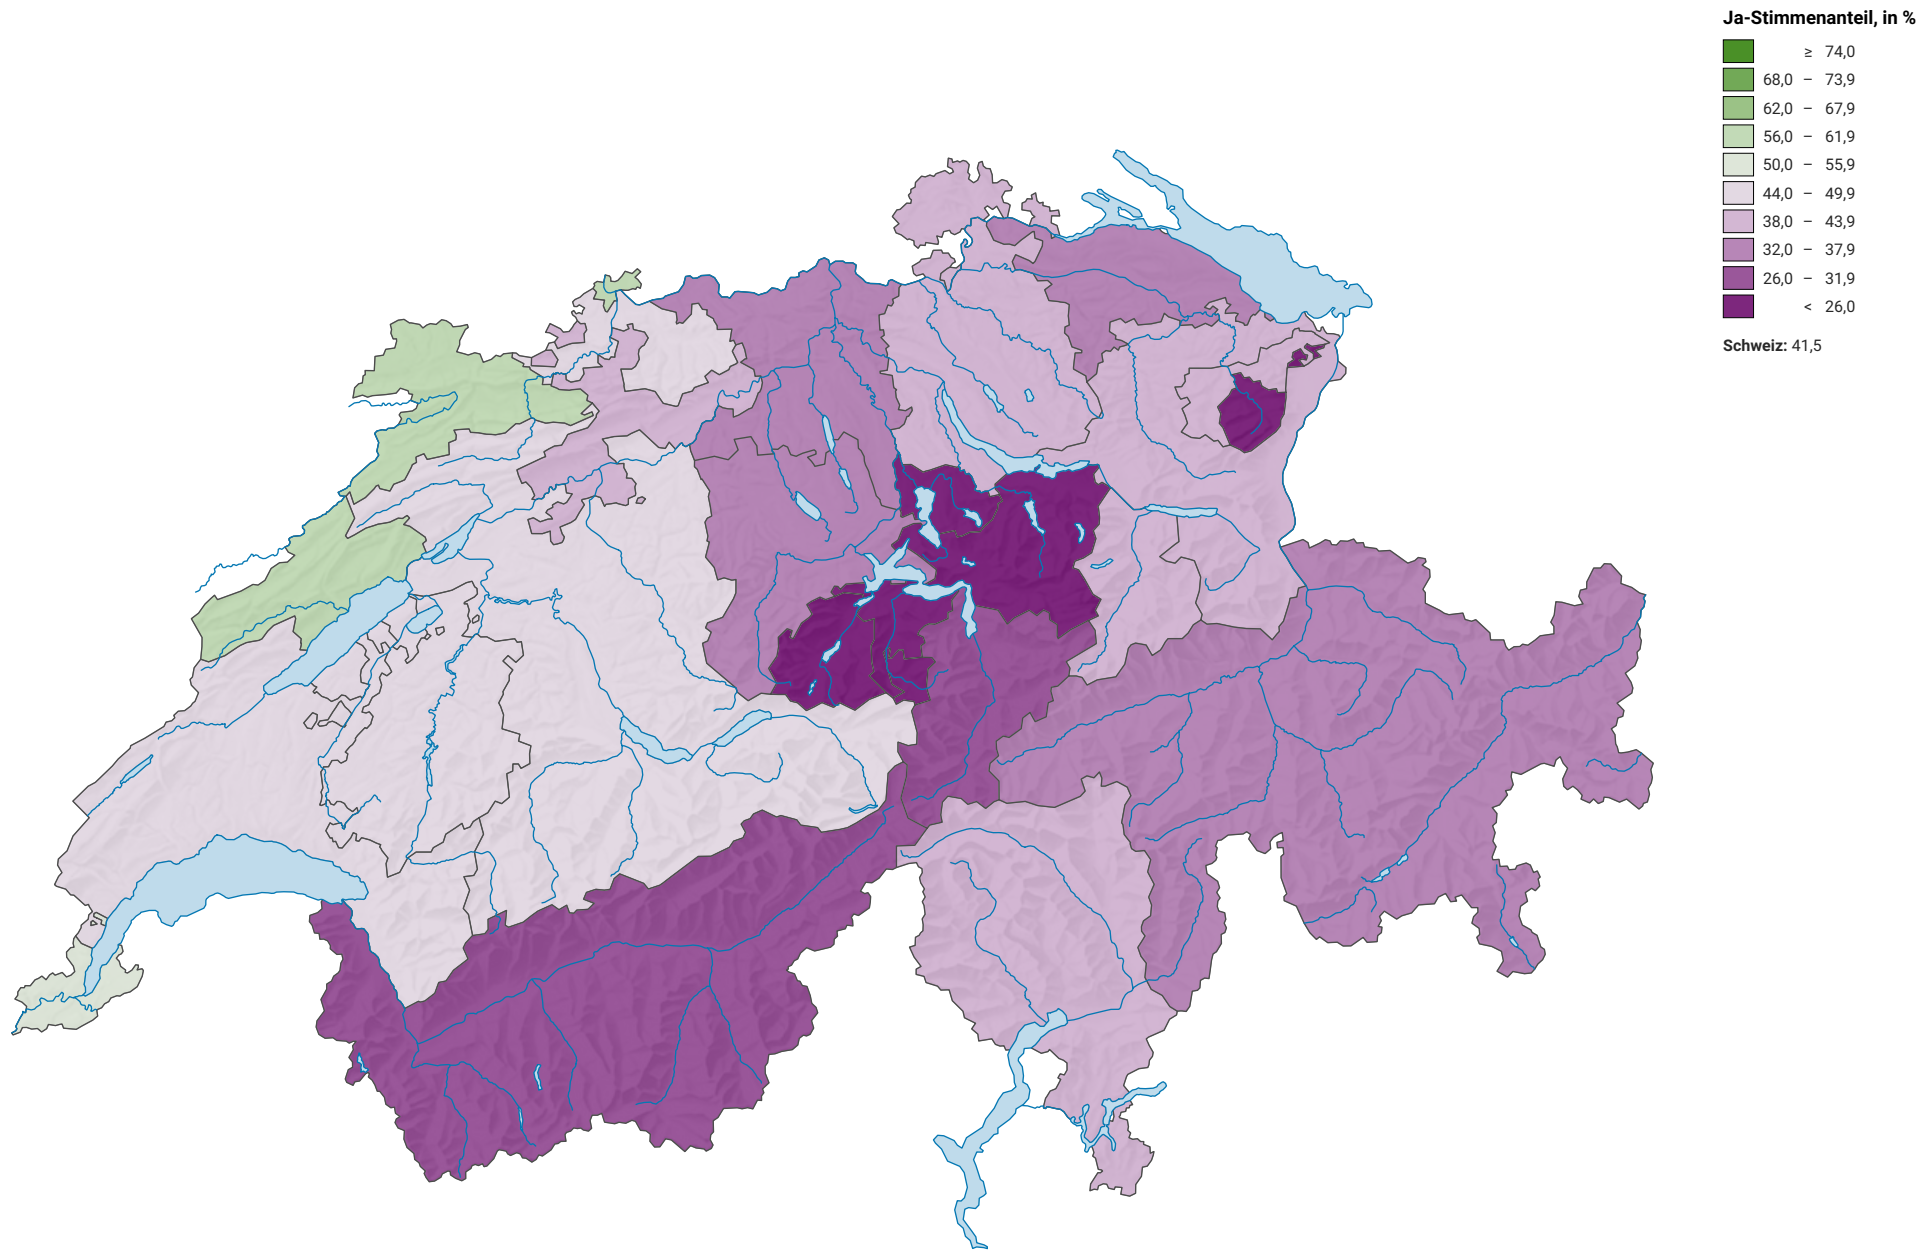 Ja-Stimmenanteil, in %
≥ 74,0
68,0 – 73,9
62,0 – 67,9
56,0 – 61,9
50,0 – 55,9
44,0 – 49,9
38,0 – 43,9
32,0 – 37,9
26,0 – 31,9
< 26,0
Schweiz: 41,5